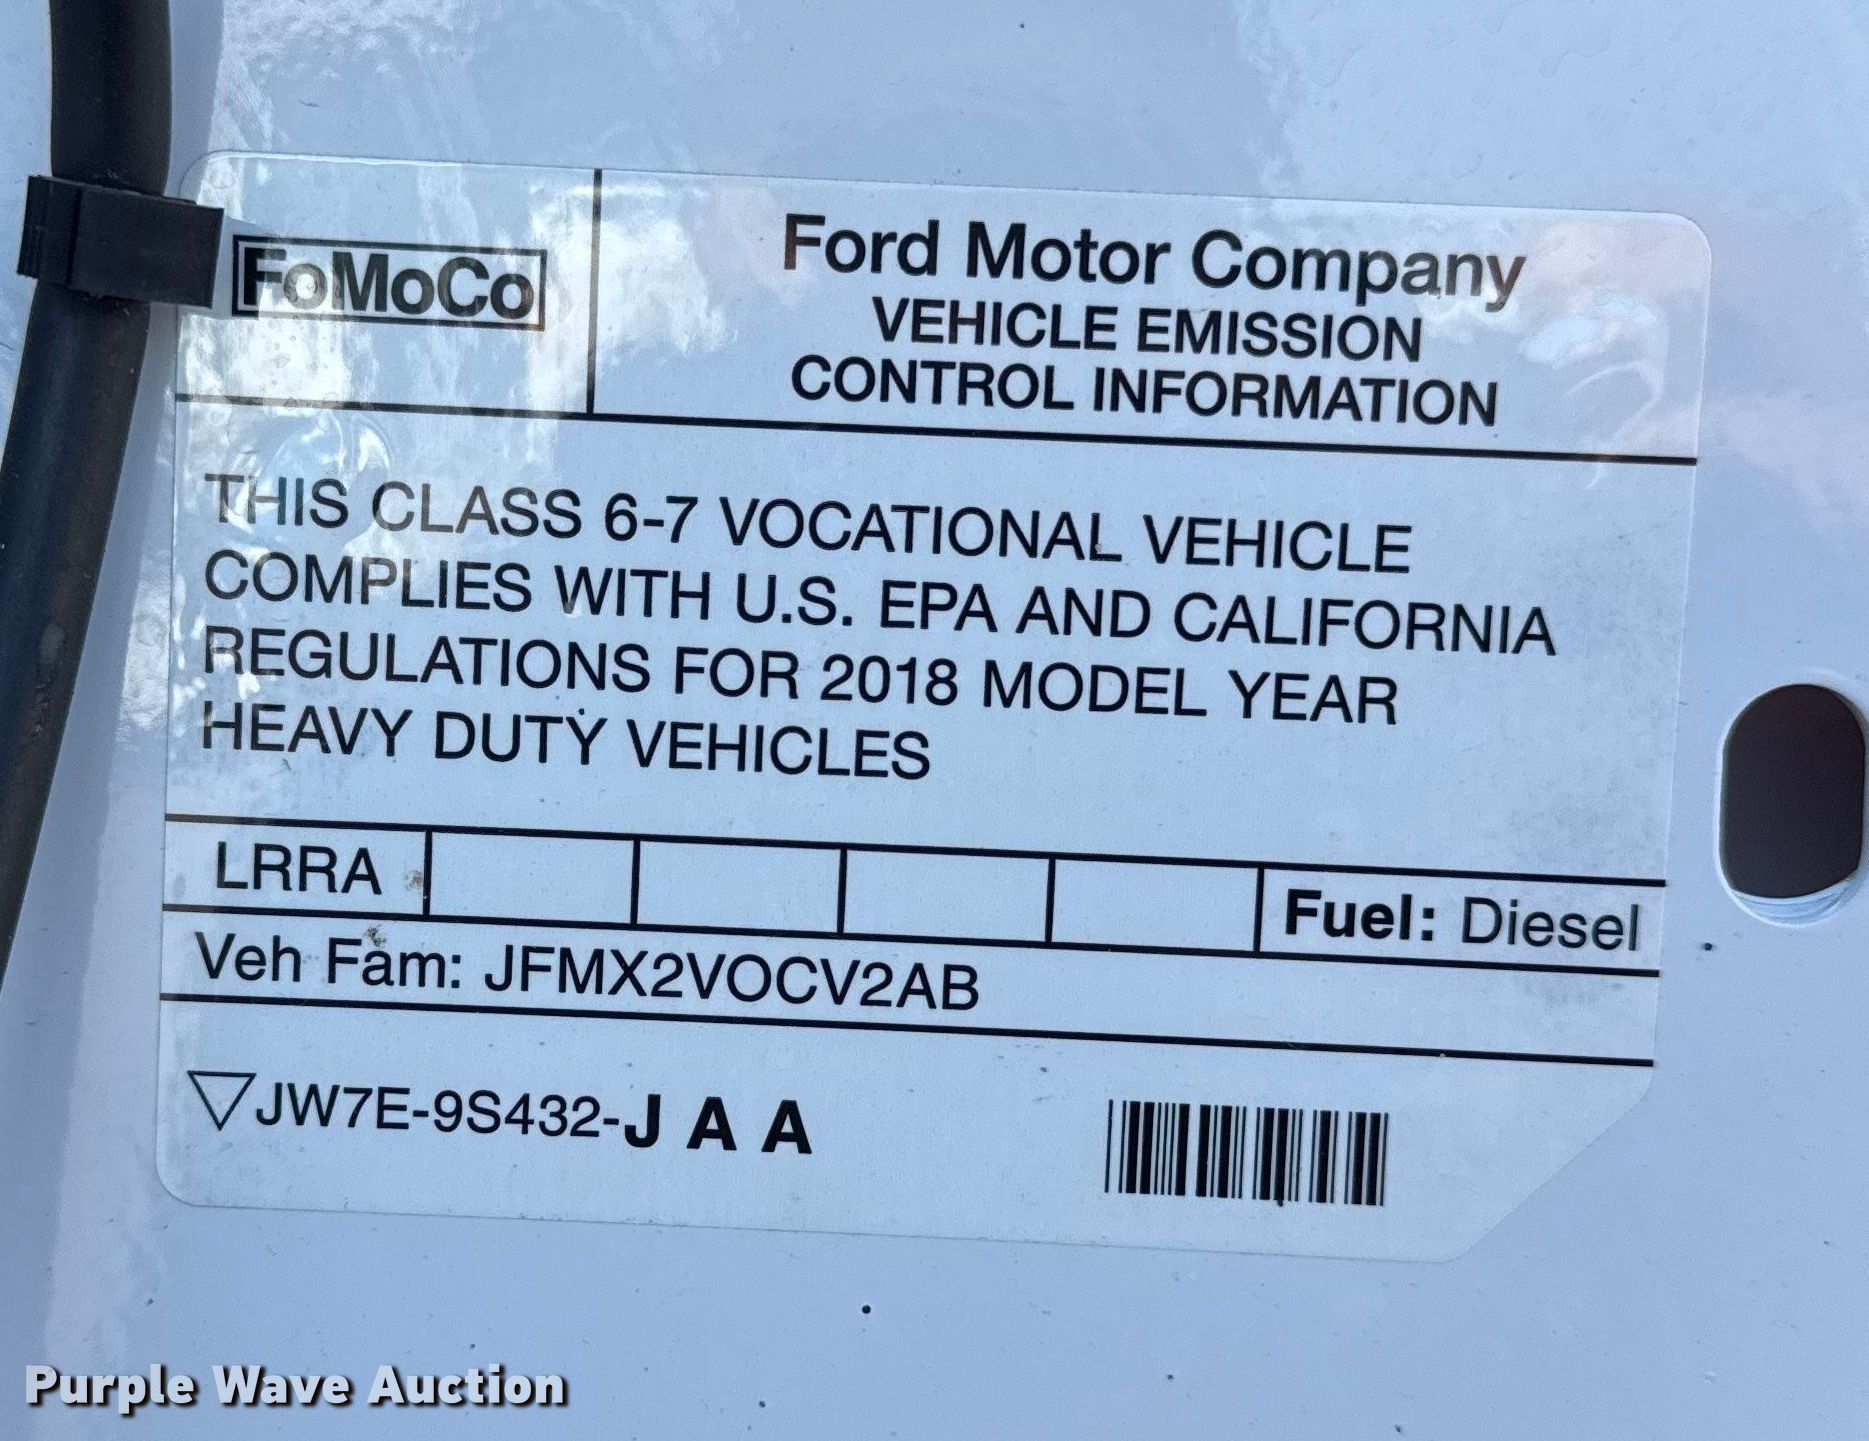 FoMoCo
Ford Motor Company
VEHICLE EMISSION
CONTROL INFORMATION
THIS CLASS 6-7 VOCATIONAL VEHICLE
COMPLIES WITH U.S. EPA AND CALIFORNIA
REGULATIONS FOR 2018 MODEL YEAR
HEAVY DUTY VEHICLES
LRRA
Fuel: Diesel
Veh Fam: JFMX2VOCV2AB
▽JW7E-9S432-J A A
Purple Wave Auction